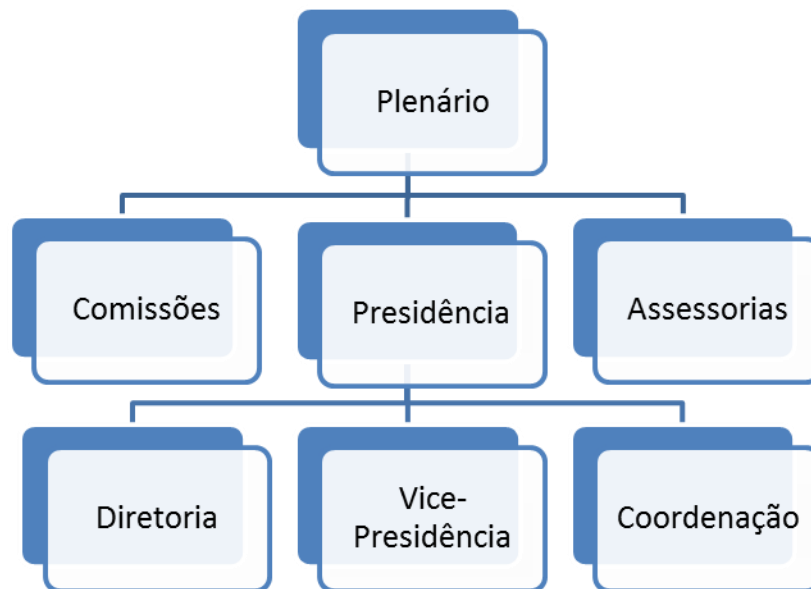 Plenário
Comissões
Presidência
Assessorias
Diretoria
Vice-
Presidência
Coordenação